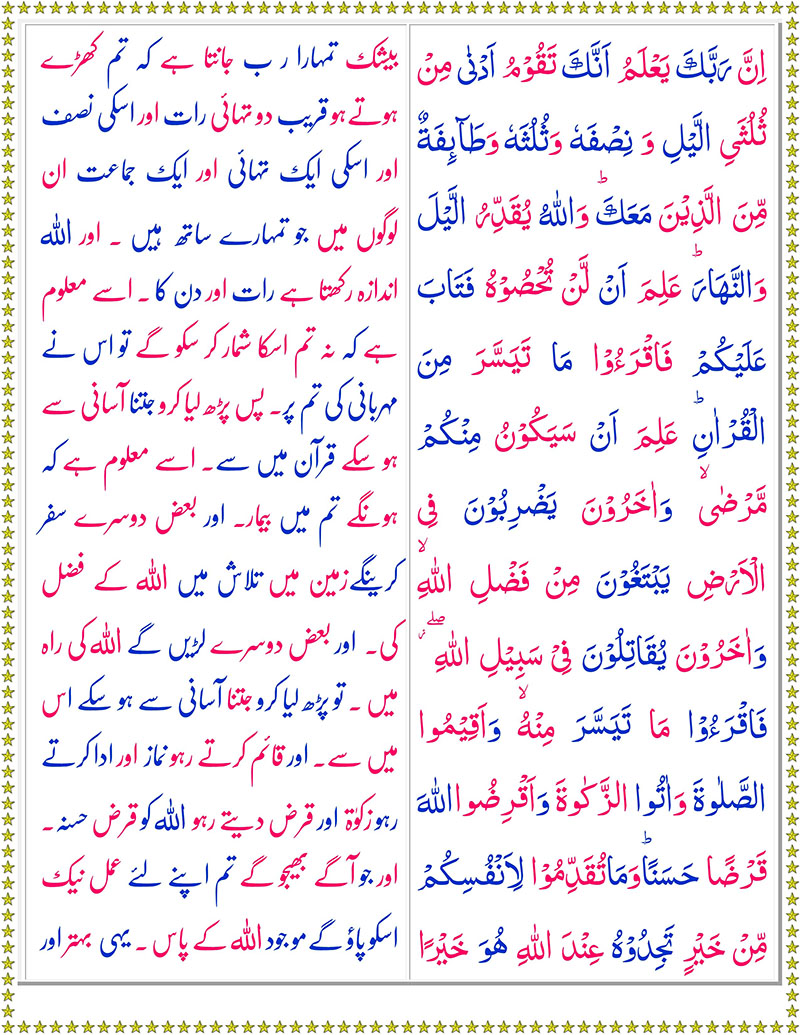 اِنَّ رَبَّكَ يَعْلَمُ اَنَّكَ تَقُوْمُ اَدْنٰى مِنْ
ثُلُثَيِ الَّيْلِ وَ نِصْفَهٗ وَثُلُثَهٗ وَطَآىِٕفَةٌ
مِّنَ الَّذِيْنَ مَعَكَ ؕ وَاللّٰهُ يُقَدِّرُ الَّيْلَ
وَالنَّهَارَ ؕ عَلِمَ اَنْ لَّنْ تُحْصُوْهُ فَتَابَ
عَلَيْكُمْ فَاقْرَءُوْا مَا تَيَسَّرَ مِنَ
الْقُرْاٰنِ ؕ عَلِمَ اَنْ سَيَكُوْنُ مِنْكُمْ
مَّرْضٰى ۙ وَاٰخَرُوْنَ يَضْرِبُوْنَ فِى
الْاَرْضِ يَبْتَغُوْنَ مِنْ فَضْلِ اللّٰهِ ۙ
وَاٰخَرُوْنَ يُقَاتِلُوْنَ فِىْ سَبِيْلِ اللّٰهِ ۖ
فَاقْرَءُوْا مَا تَيَسَّرَ مِنْهُ ۙ وَاَقِيْمُوا
الصَّلٰوةَ وَاٰتُوا الزَّكٰوةَ وَاَقْرِضُوا اللّٰهَ
قَرْضًا حَسَنًا ؕ وَمَا تُقَدِّمُوْا لِاَنْفُسِكُمْ
مِّنْ خَيْرٍ تَجِدُوْهُ عِنْدَ اللّٰهِ هُوَ خَيْرًا
بیشک تمہارا ر ب جانتا ہے کہ تم کھڑے
ہوتے ہو قریب دو تہائی رات اور اسکی نصف
اور اسکی ایک تہائی اور ایک جماعت ان
لوگوں میں جو تمہارے ساتھ ہیں ۔ اور اللہ
اندازہ رکھتا ہے رات اور دن کا ۔ اسے معلوم
ہے کہ نہ تم اسکا شمار کر سکو گے تو اس نے
مہربانی کی تم پر۔ پس پڑھ لیا کرو جتنا آسانی سے
ہو سکے قرآن میں سے ۔ اسے معلوم ہے کہ
ہونگے تم میں بیمار۔ اور بعض دوسرے سفر
کرینگے زمین میں تلاش میں اللہ کے فضل
کی۔ اور بعض دوسرے لڑیں گے اللہ کی راہ
میں ۔ تو پڑھ لیا کرو جتنا آسانی سے ہو سکے اس
میں سے۔ اور قائم کرتے رہو نماز اور ادا کرتے
رہو زکوٰۃ اور قرض دیتے رہو اللہ کو قرض حسنہ ۔
اور جو آگے بھیجو گے تم اپنے لئے عمل نیک
اسکو پاؤ گے موجود اللہ کے پاس ۔ یہی بہتر اور